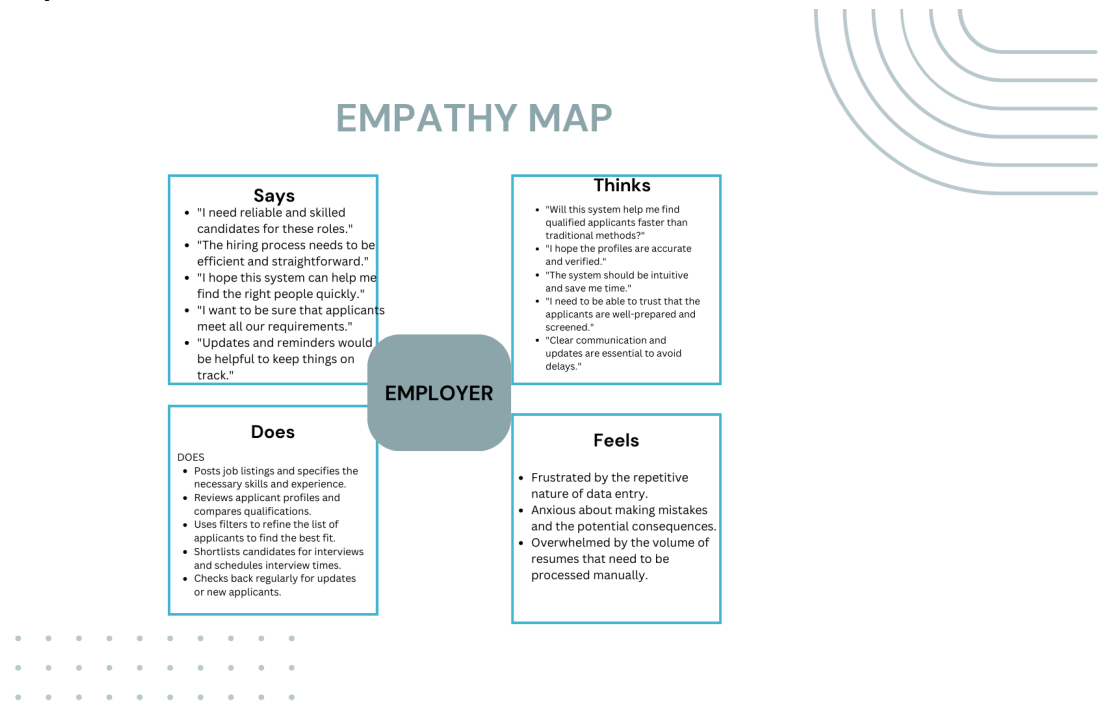 EMPATHY MAP
Says
• "I need reliable and skilled
candidates for these roles."
• "The hiring process needs to be
efficient and straightforward."
• "I hope this system can help me
find the right people quickly."
• "I want to be sure that applicants
meet all our requirements."
• "Updates and reminders would
be helpful to keep things on
track."
Thinks
• "Will this system help me find
qualified applicants faster than
traditional methods?"
• "I hope the profiles are accurate
and verified."
• "The system should be intuitive
and save me time."
• "I need to be able to trust that the
applicants are well-prepared and
screened."
• "Clear communication and
updates are essential to avoid
delays."
EMPLOYER
Does
DOES
• Posts job listings and specifies the
necessary skills and experience.
• Reviews applicant profiles and
compares qualifications.
• Uses filters to refine the list of
applicants to find the best fit.
• Shortlists candidates for interviews
and schedules interview times.
• Checks back regularly for updates
or new applicants.
Feels
• Frustrated by the repetitive
nature of data entry.
• Anxious about making mistakes
and the potential consequences.
• Overwhelmed by the volume of
resumes that need to be
processed manually.